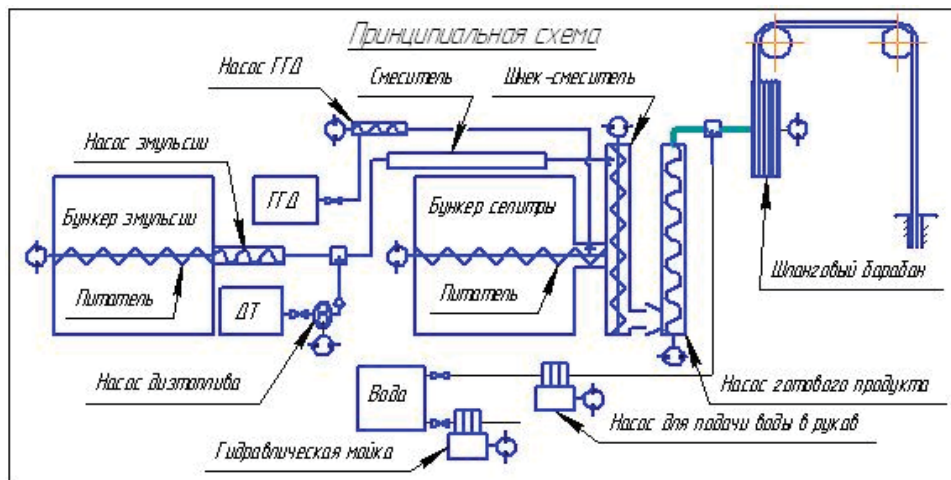 Принципиальная схема
Насос ГГД
Смеситель
Шнек-смеситель
Насос эмульсии
ГГД
Бункер эмульсии
Бункер селитры
Питатель
Питатель
Шланговый барабан
ДТ
Насос дизтоплива
Вода
Насос готового продукта
Насос для подачи воды в рукав
Гидравлическая мойка